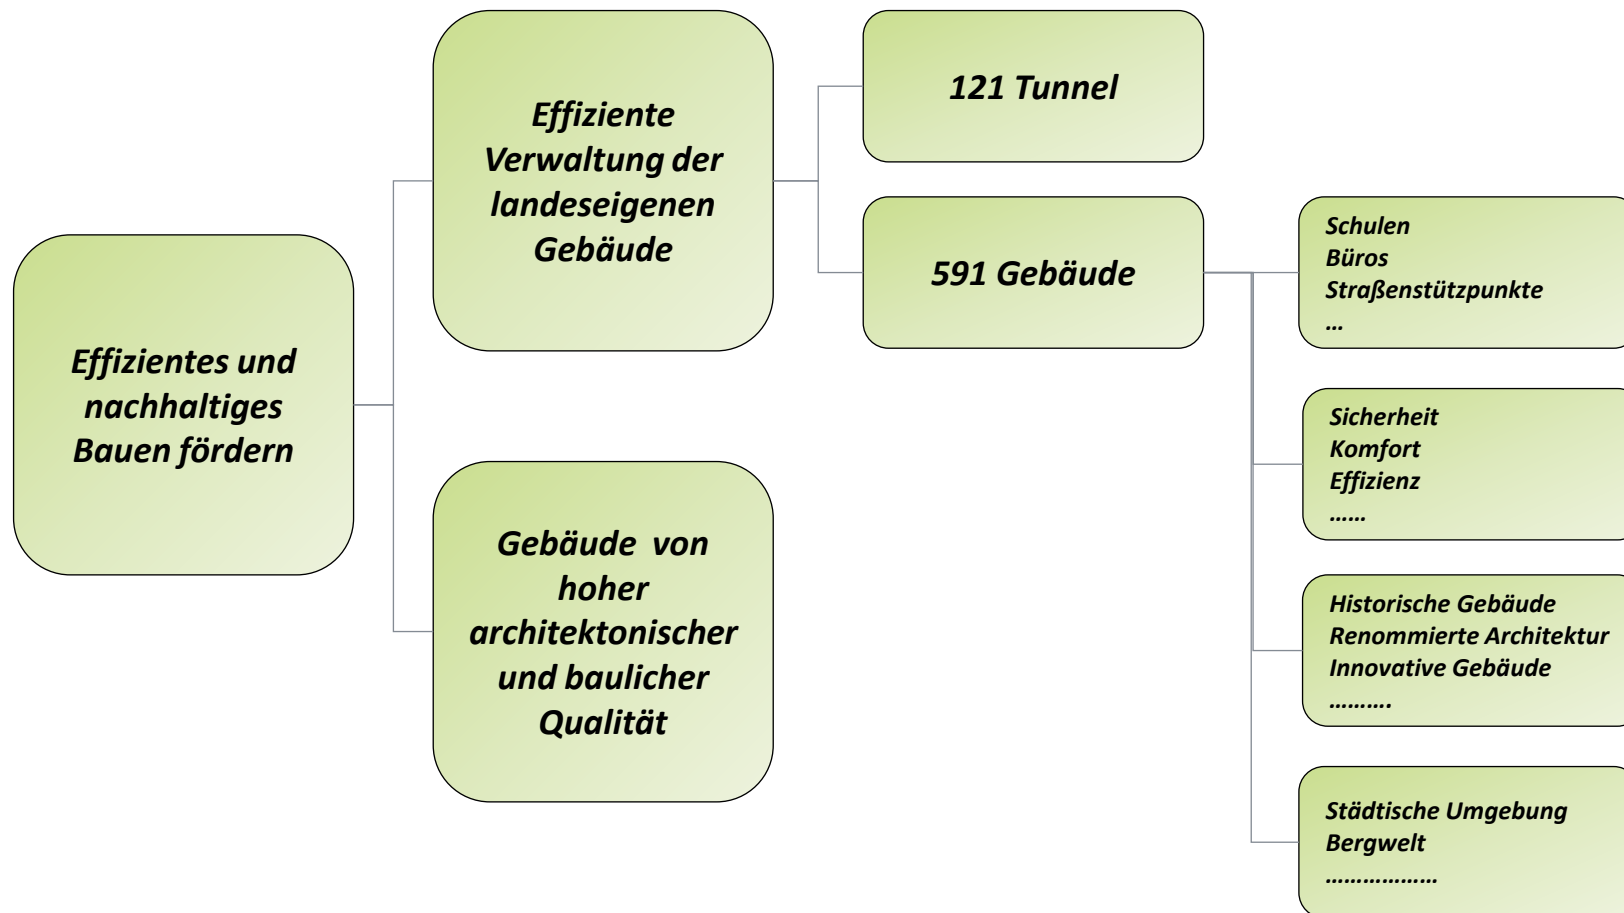 Effizientes und
nachhaltiges
Bauen fördern
Effiziente
Verwaltung der
landeseigenen
Gebäude
Gebäude von
hoher
architektonischer
und baulicher
Qualität
121 Tunnel
591 Gebäude
Schulen
Büros
Straßenstützpunkte
…
Sicherheit
Komfort
Effizienz
……
Historische Gebäude
Renommierte Architektur
Innovative Gebäude
……….
Städtische Umgebung
Bergwelt
………………